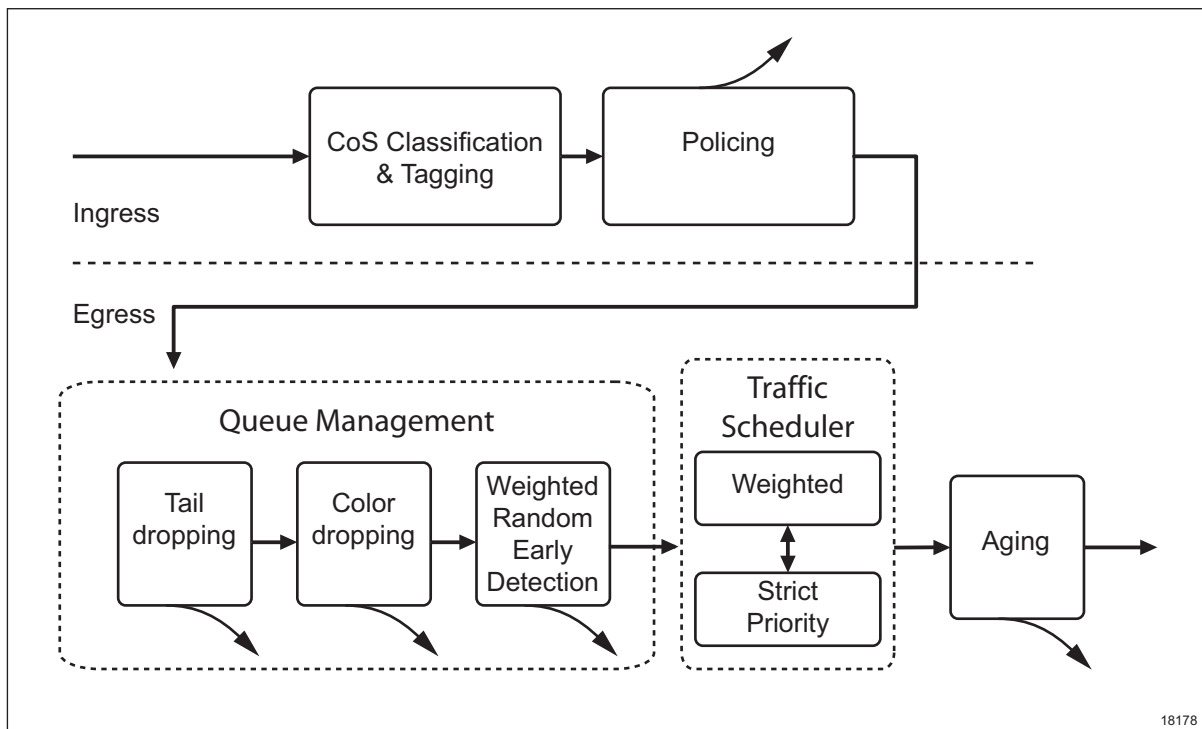 CoS Classification
& Tagging
Policing
Ingress
Egress
Queue Management
Tail
dropping
Color
dropping
Weighted
Random
Early
Detection
Traffic
Scheduler
Weighted
Strict
Priority
Aging
18178